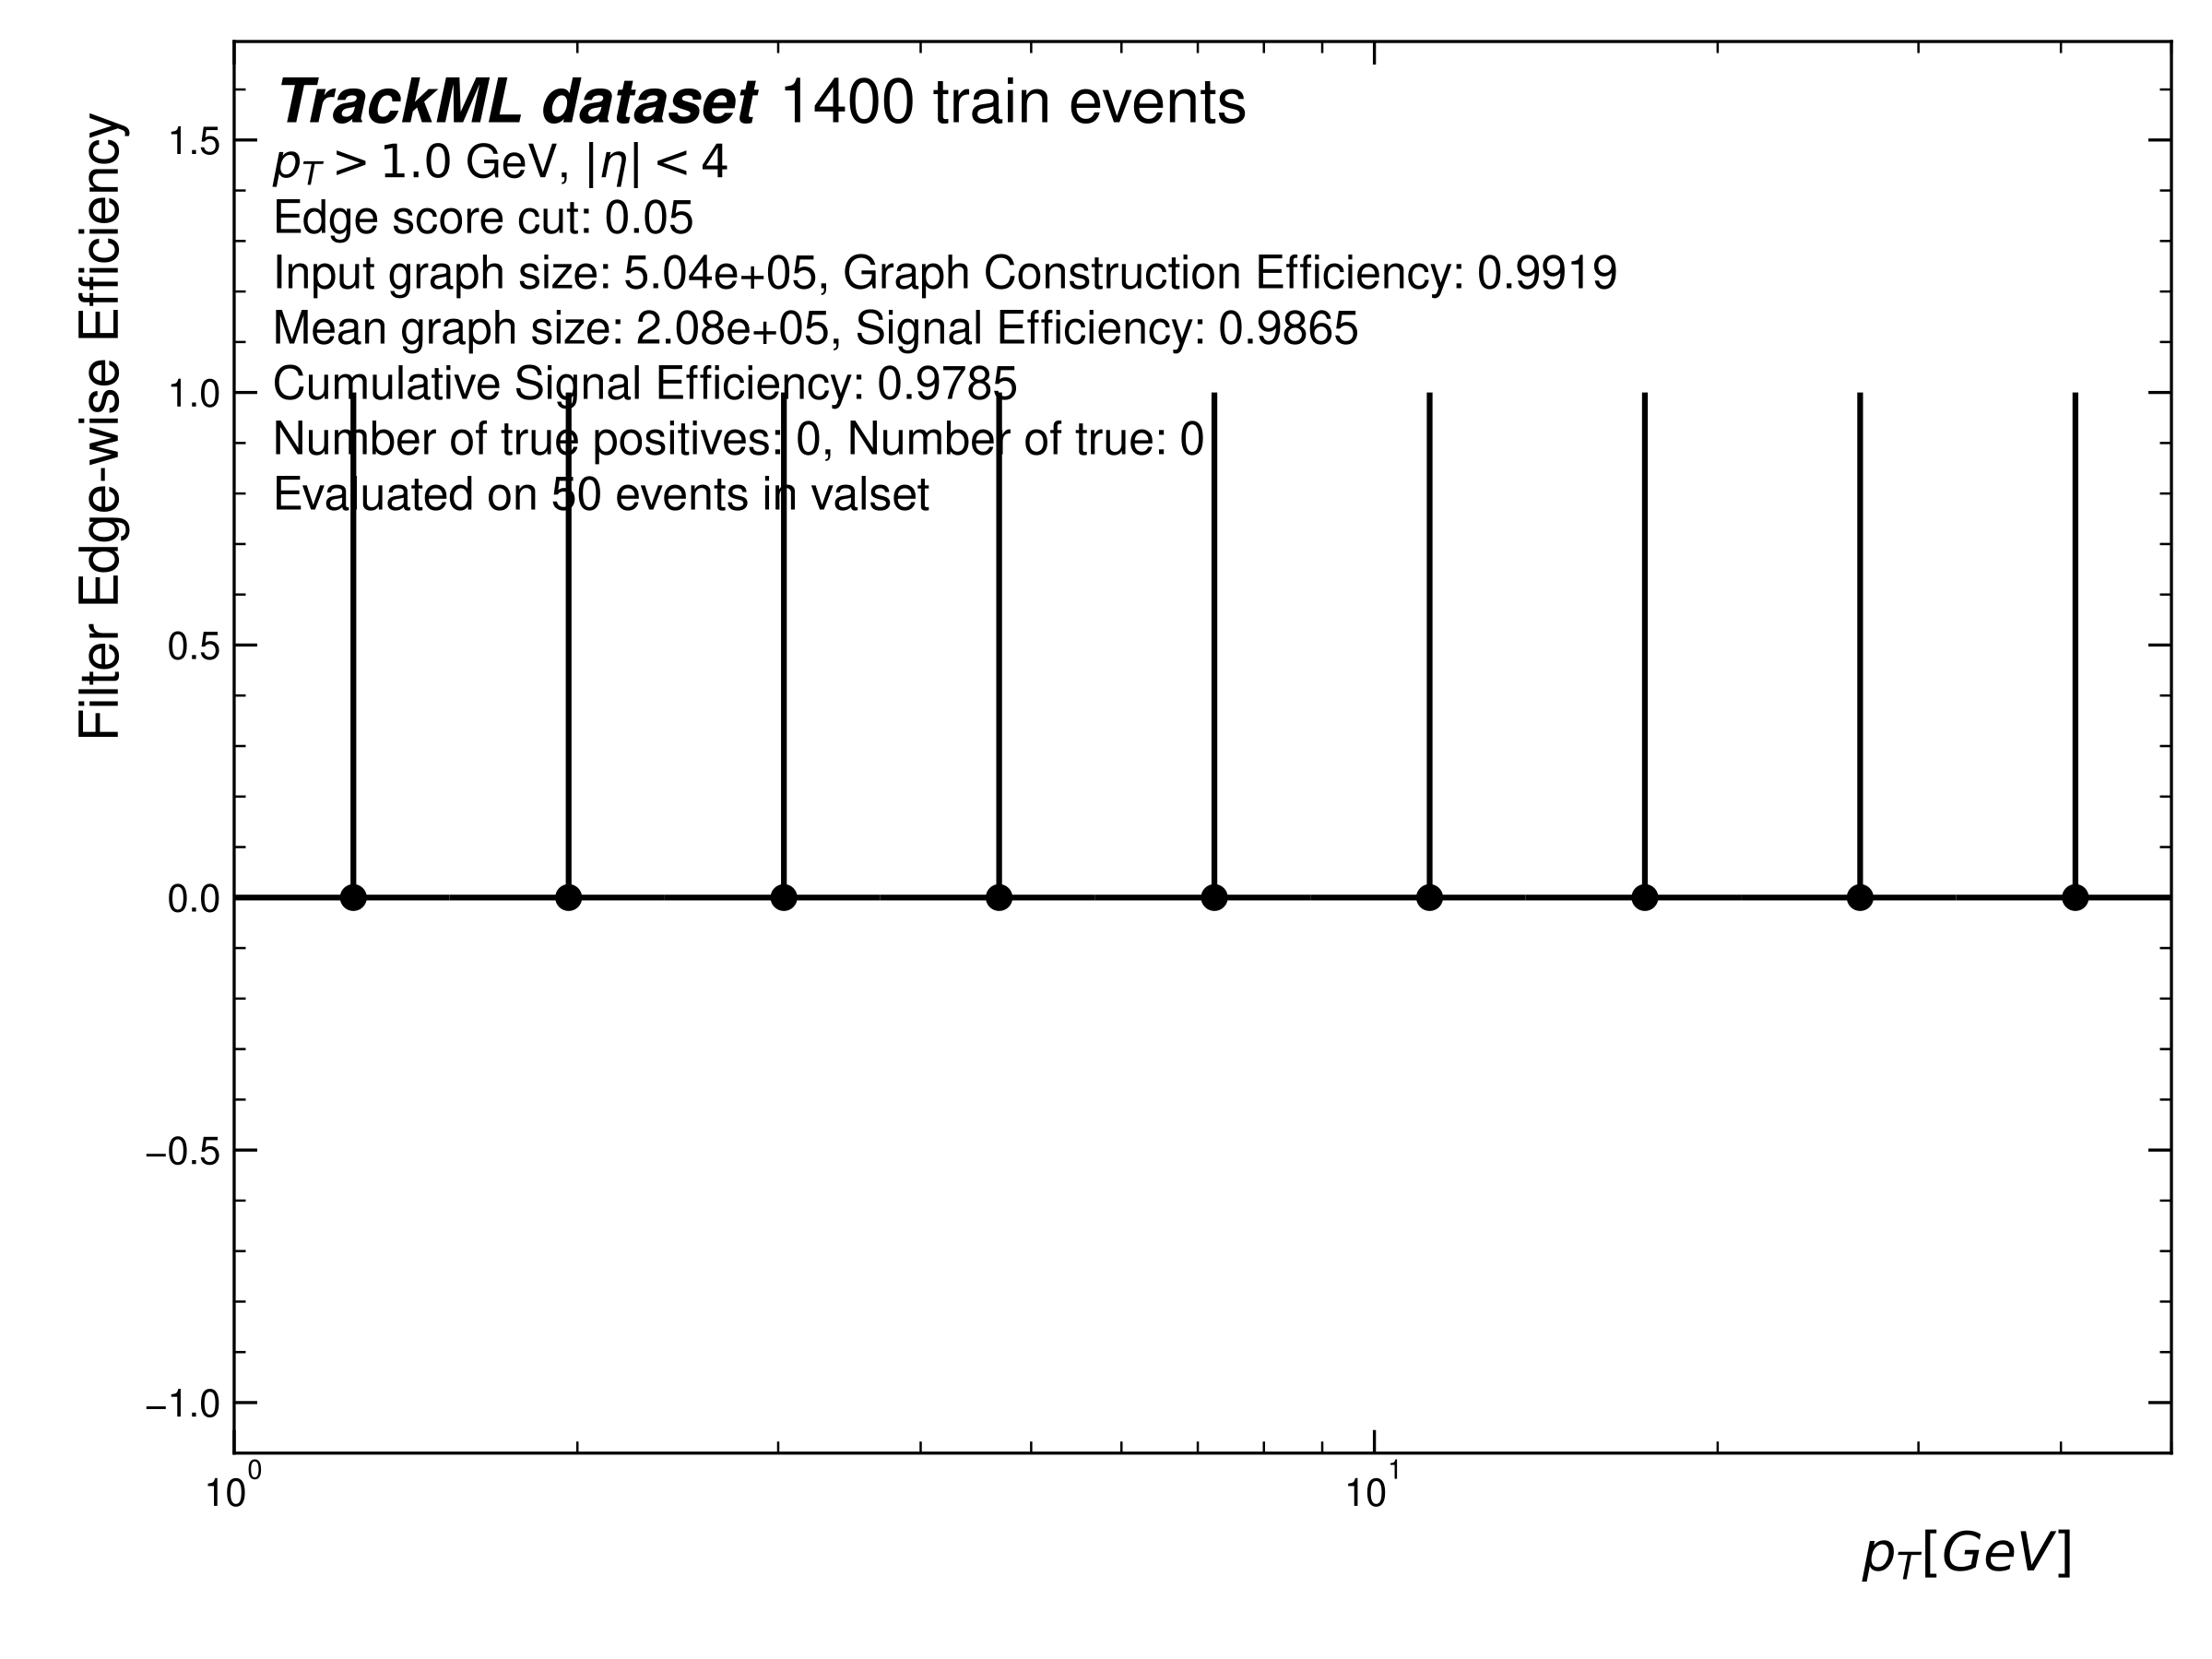 TrackML dataset 1400 train events
p_T > 1.0 GeV, |η| < 4
Edge score cut: 0.05
Input graph size: 5.04e+05, Graph Construction Efficiency: 0.9919
Mean graph size: 2.08e+05, Signal Efficiency: 0.9865
Cumulative Signal Efficiency: 0.9785
Number of true positives: 0, Number of true: 0
Evaluated on 50 events in valset
Filter Edge-wise Efficiency
1.5
1.0
0.5
0.0
−0.5
−1.0
10^0
10^1
p_T[GeV]